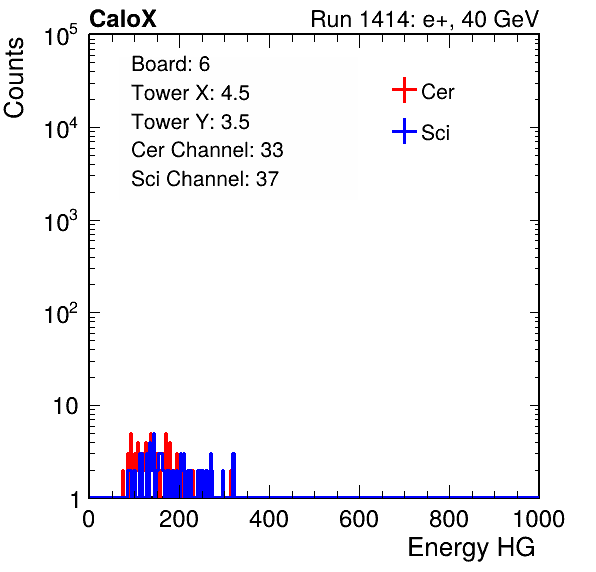 CaloX
Run 1414: e+, 40 GeV
Counts
10^5
10^4
10^3
10^2
10
1
Board: 6
Tower X: 4.5
Tower Y: 3.5
Cer Channel: 33
Sci Channel: 37
Cer
Sci
0 200 400 600 800 1000
Energy HG